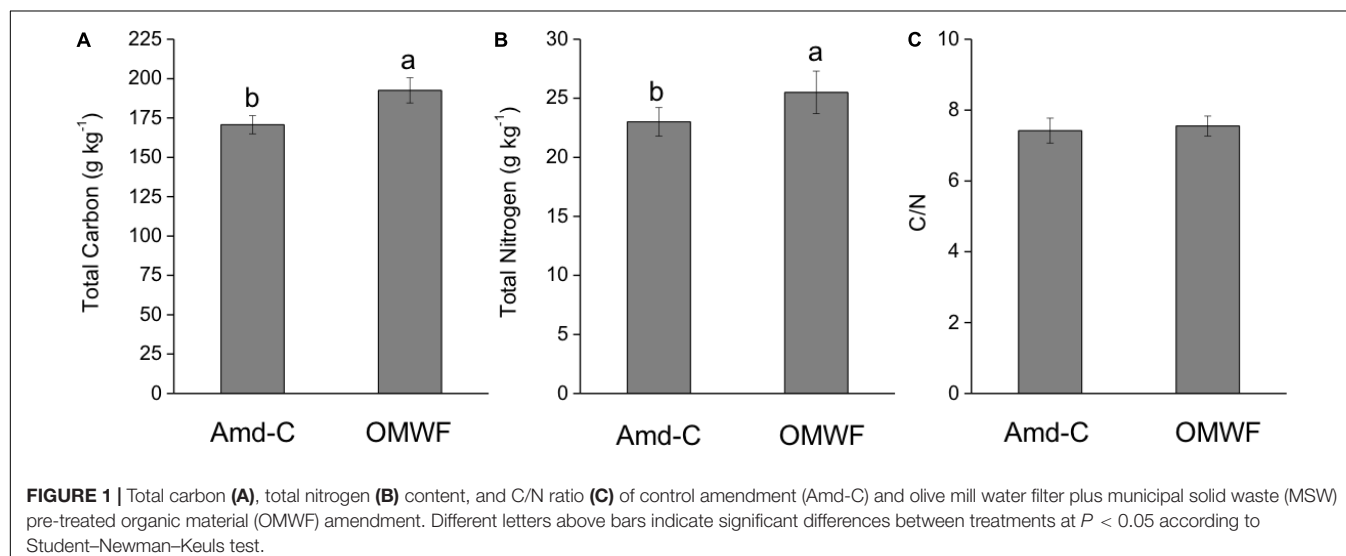 A
225
200
175
150
125
100
75
50
25
0
Total Carbon (g kg⁻¹)
b
a
Amd-C
OMWF
B
30
25
20
15
10
5
0
Total Nitrogen (g kg⁻¹)
b
a
Amd-C
OMWF
C
10
8
6
4
2
0
C/N
Amd-C
OMWF
FIGURE 1 | Total carbon (A), total nitrogen (B) content, and C/N ratio (C) of control amendment (Amd-C) and olive mill water filter plus municipal solid waste (MSW)
pre-treated organic material (OMWF) amendment. Different letters above bars indicate significant differences between treatments at P < 0.05 according to
Student–Newman–Keuls test.